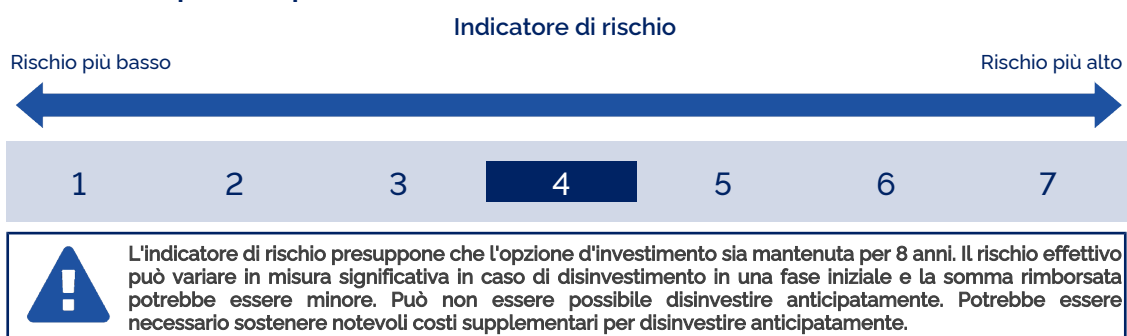 Indicatore di rischio
Rischio più basso
Rischio più alto
1 2 3 4 5 6 7
L'indicatore di rischio presuppone che l'opzione d'investimento sia mantenuta per 8 anni. Il rischio effettivo
può variare in misura significativa in caso di disinvestimento in una fase iniziale e la somma rimborsata
potrebbe essere minore. Può non essere possibile disinvestire anticipatamente. Potrebbe essere
necessario sostenere notevoli costi supplementari per disinvestire anticipatamente.